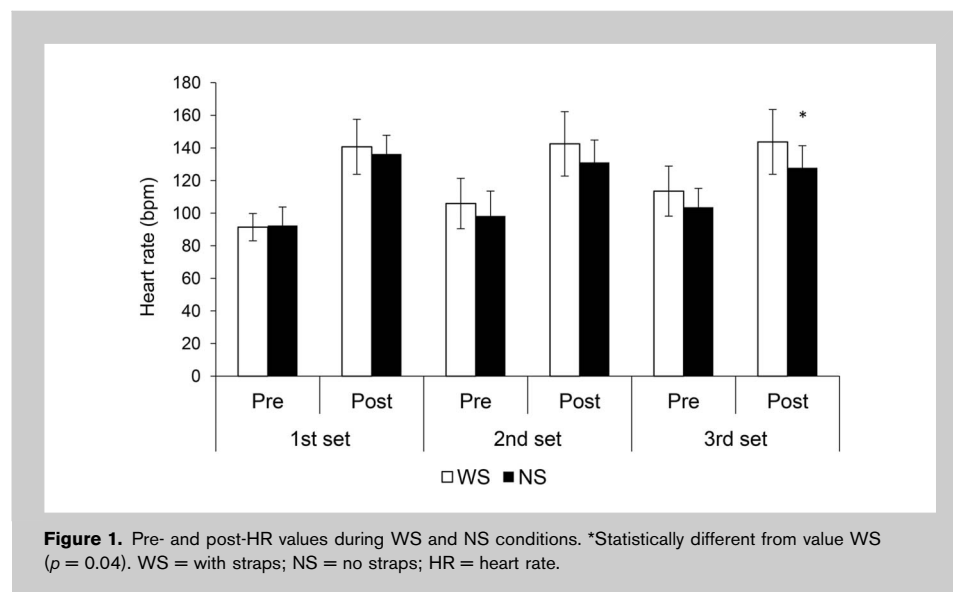 180
160
140
120
100
80
60
40
20
0
Heart rate (bpm)
*
Pre Post Pre Post Pre Post
1st set 2nd set 3rd set
WS NS
Figure 1. Pre- and post-HR values during WS and NS conditions. *Statistically different from value WS
(p = 0.04). WS = with straps; NS = no straps; HR = heart rate.